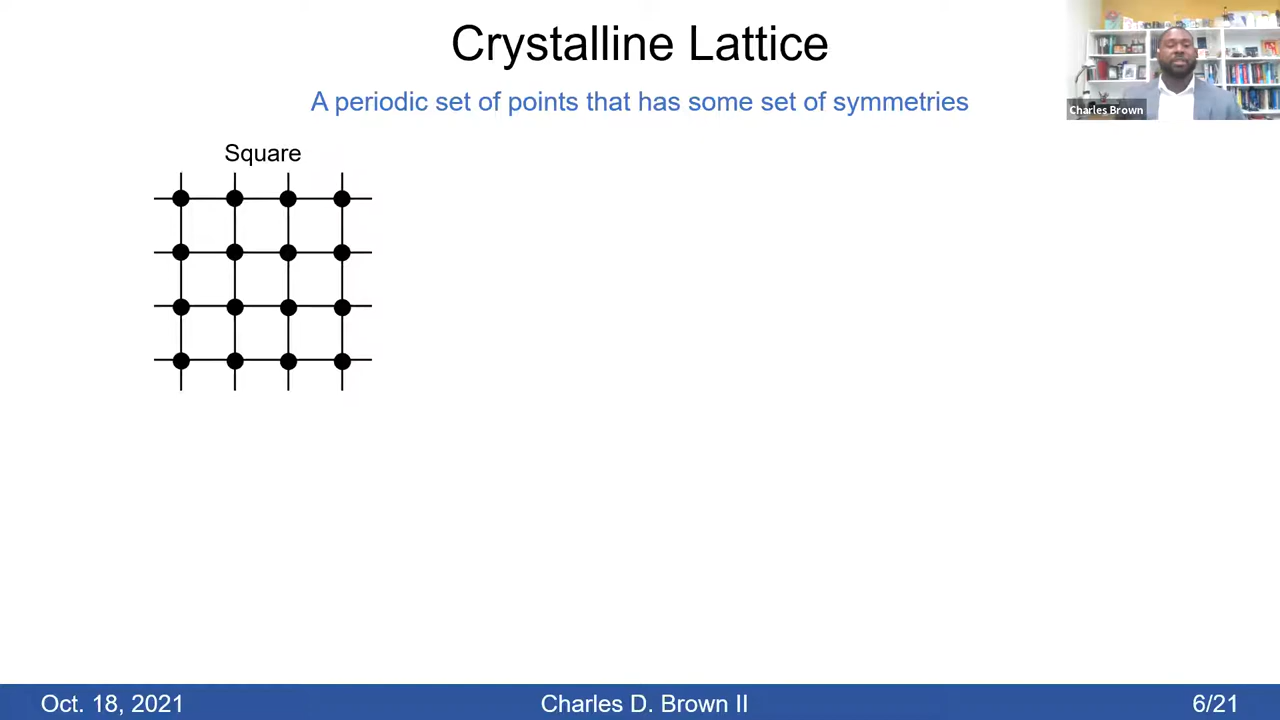 Crystalline Lattice
A periodic set of points that has some set of symmetries
Charles Brown
Square
Oct. 18, 2021
Charles D. Brown II
6/21